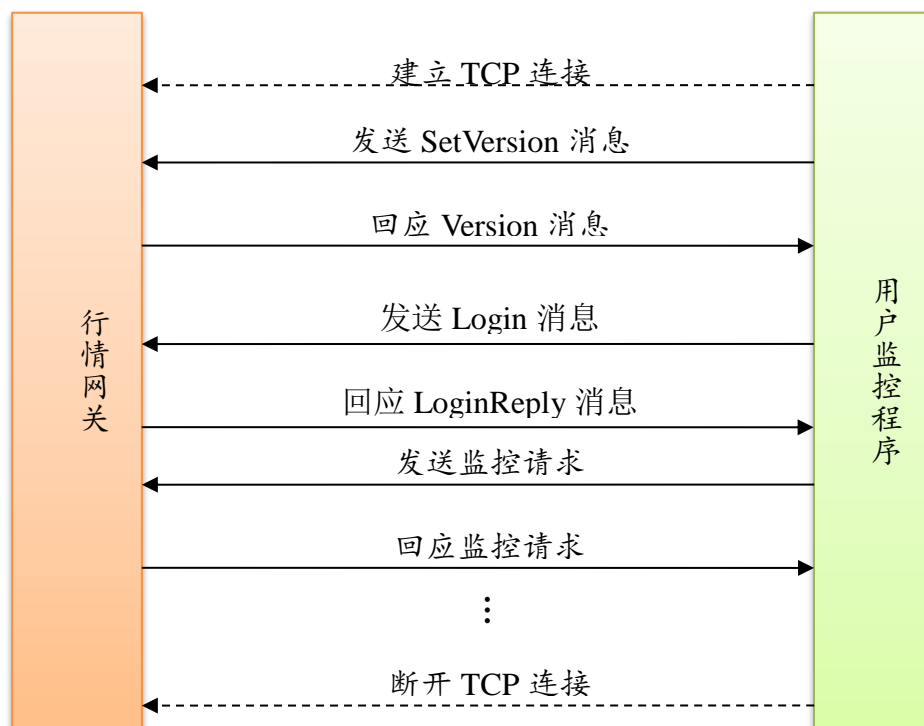 建立 TCP 连接
发送 SetVersion 消息
回应 Version 消息
发送 Login 消息
回应 LoginReply 消息
发送监控请求
回应监控请求
断开 TCP 连接
行情网关
用户监控程序